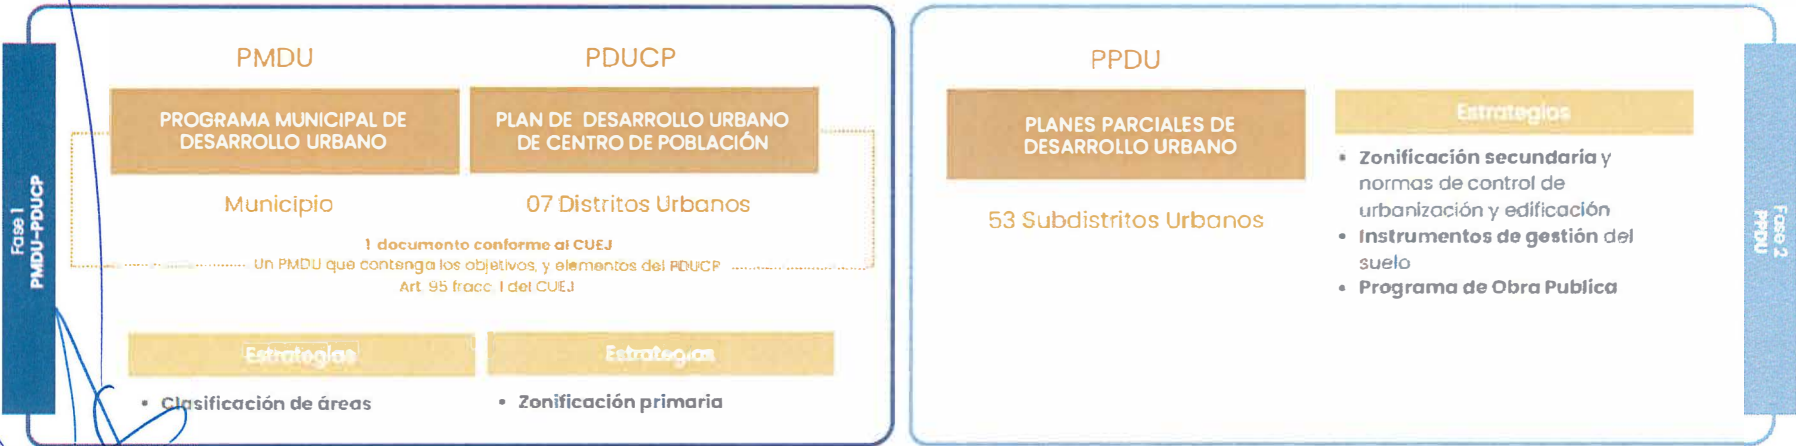 Fase 1
PMDU-PDUCP
PMDU
PROGRAMA MUNICIPAL DE
DESARROLLO URBANO
Municipio
PDUCP
PLAN DE DESARROLLO URBANO
DE CENTRO DE POBLACIÓN
07 Distritos Urbanos
1 documento conforme al CUEJ
Un PMDU que contenga los objetivos, y elementos del PDUCP
Art. 95 fracc. I del CUEJ
Estrategias
• Clasificación de áreas
Estrategias
• Zonificación primaria
PPDU
PLANES PARCIALES DE
DESARROLLO URBANO
53 Subdistritos Urbanos
Estrategias
• Zonificación secundaria y
normas de control de
urbanización y edificación
• Instrumentos de gestión del
suelo
• Programa de Obra Publica
Fase 2
PPDU